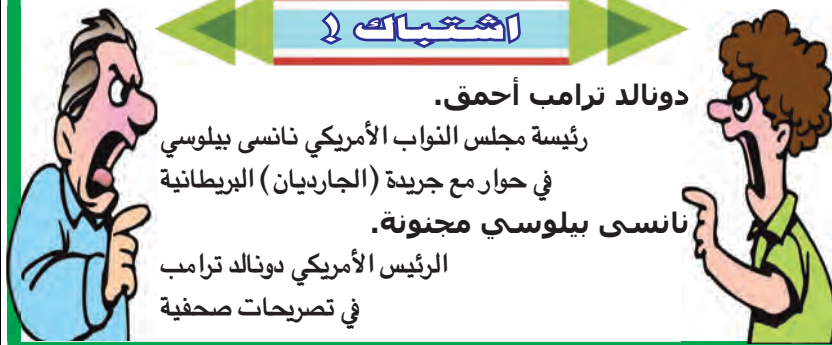 اشتباك !
دونالد ترامب أحمق.
رئيسة مجلس النواب الأمريكي نانسى بيلوسي
في حوار مع جريدة (الجارديان) البريطانية
نانسى بيلوسي مجنونة.
الرئيس الأمريكي دونالد ترامب
في تصريحات صحفية